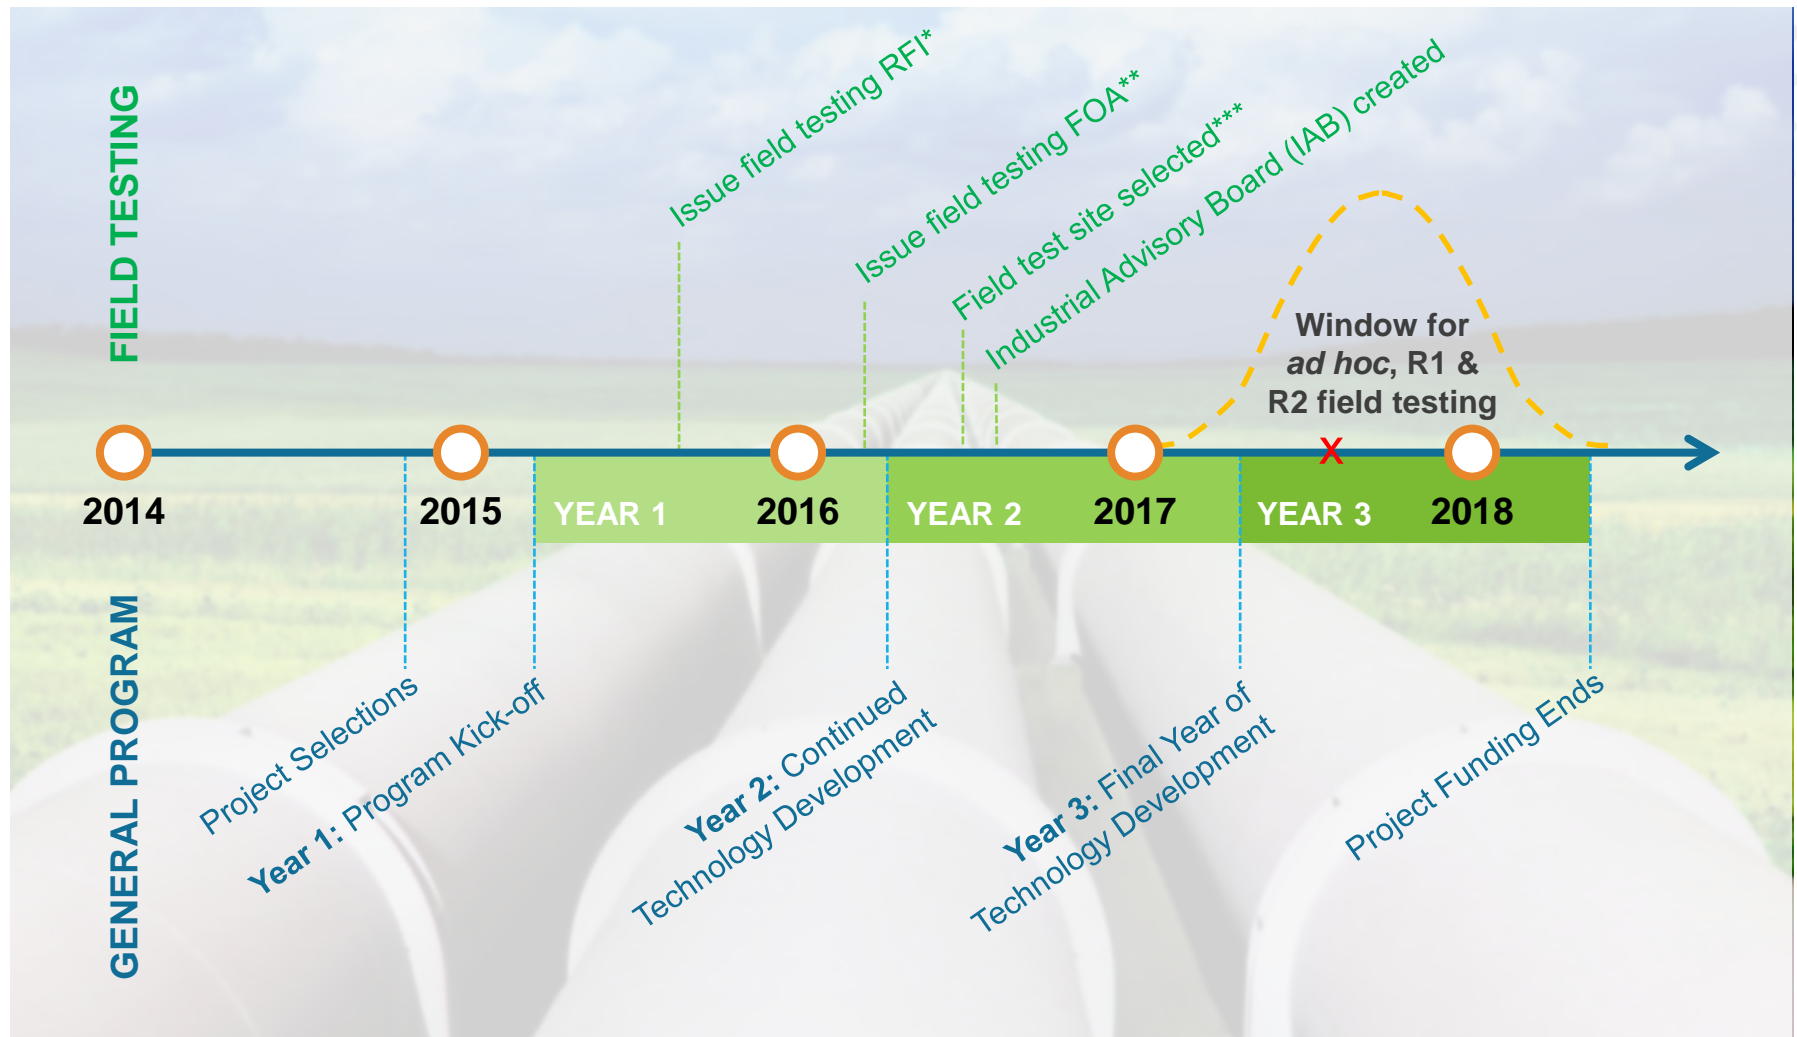 FIELD TESTING
Issue field testing RFI*
Issue field testing FOA**
Field test site selected***
Industrial Advisory Board (IAB) created
Window for
ad hoc, R1 &
R2 field testing
X
2014
2015
YEAR 1
2016
YEAR 2
2017
YEAR 3
2018
GENERAL PROGRAM
Project Selections
Year 1: Program Kick-off
Year 2: Continued
Technology Development
Year 3: Final Year of
Technology Development
Project Funding Ends